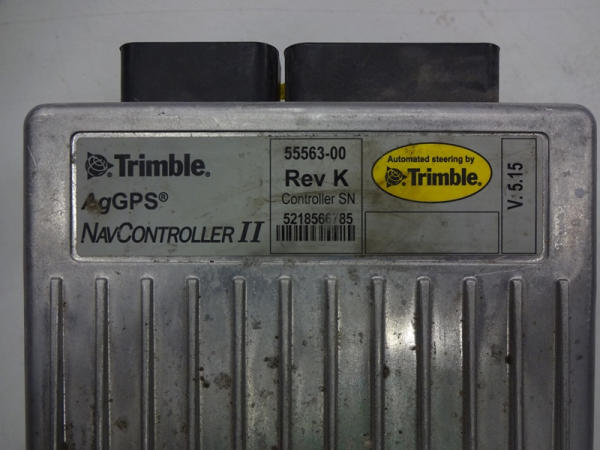 Trimble®
AgGPS®
NAVCONTROLLER II
55563-00
Rev K
Controller SN
5218566785
Automated steering by
Trimble®
V: 5.15